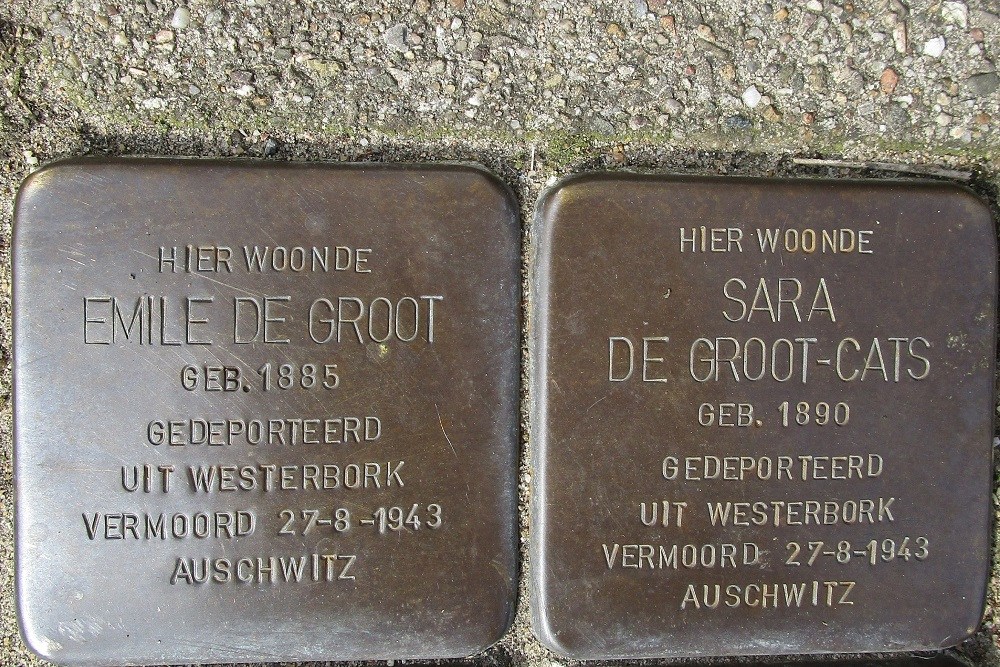 HIER WOONDE
EMILE DE GROOT
GEB. 1885
GEDEPORTEERD
UIT WESTERBORK
VERMOORD 27-8-1943
AUSCHWITZ
HIER WOONDE
SARA
DE GROOT-CATS
GEB. 1890
GEDEPORTEERD
UIT WESTERBORK
VERMOORD 27-8-1943
AUSCHWITZ